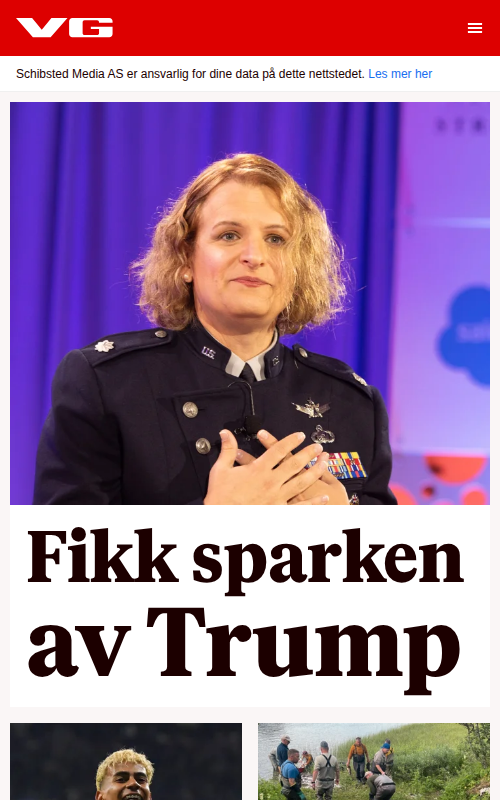 VG
Schibsted Media AS er ansvarlig for dine data på dette nettstedet. Les mer her
Fikk sparken
av Trump